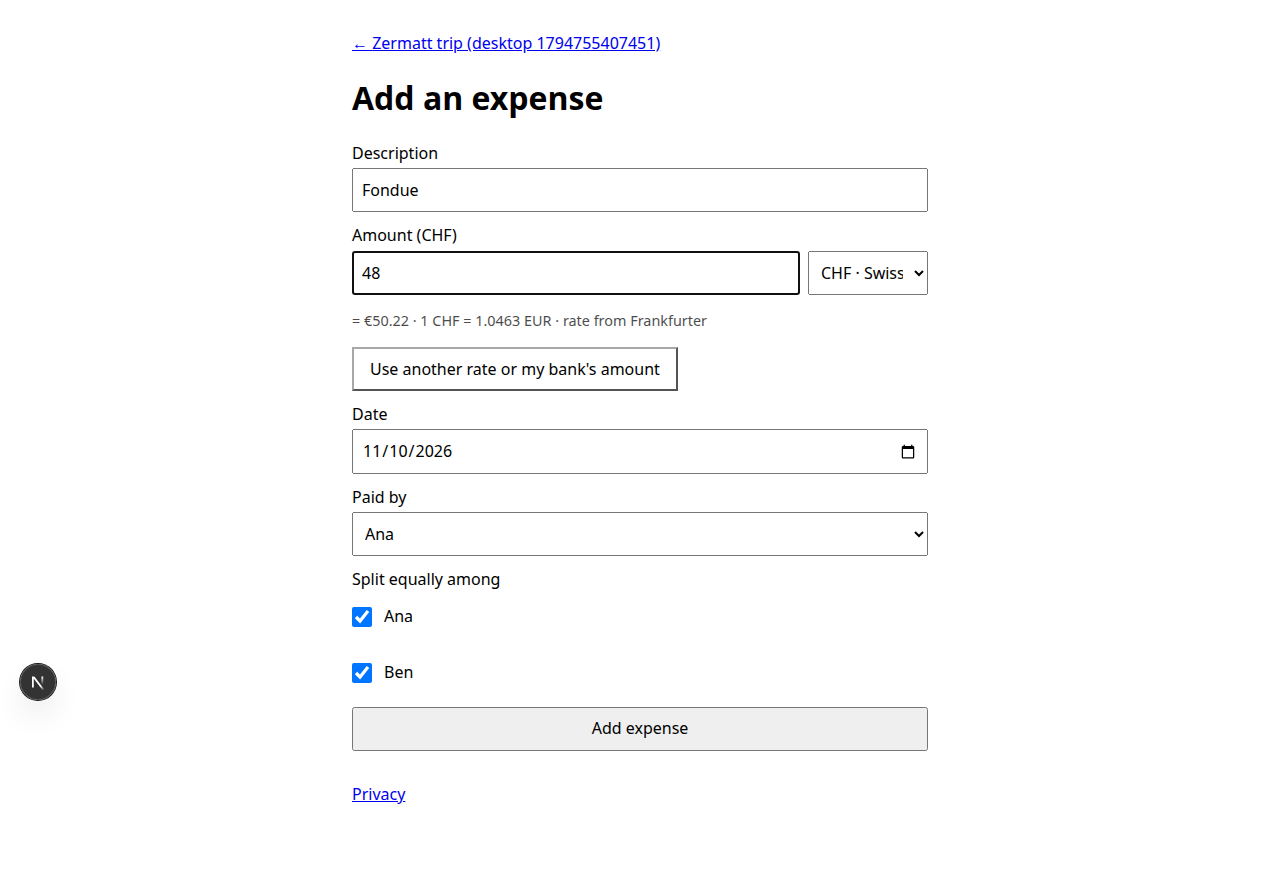 ← Zermatt trip (desktop 1794755407451)
Add an expense
Description
Fondue
Amount (CHF)
48
CHF · Swiss
= €50.22 · 1 CHF = 1.0463 EUR · rate from Frankfurter
Use another rate or my bank's amount
Date
11/10/2026
Paid by
Ana
Split equally among
Ana
Ben
N
Add expense
Privacy